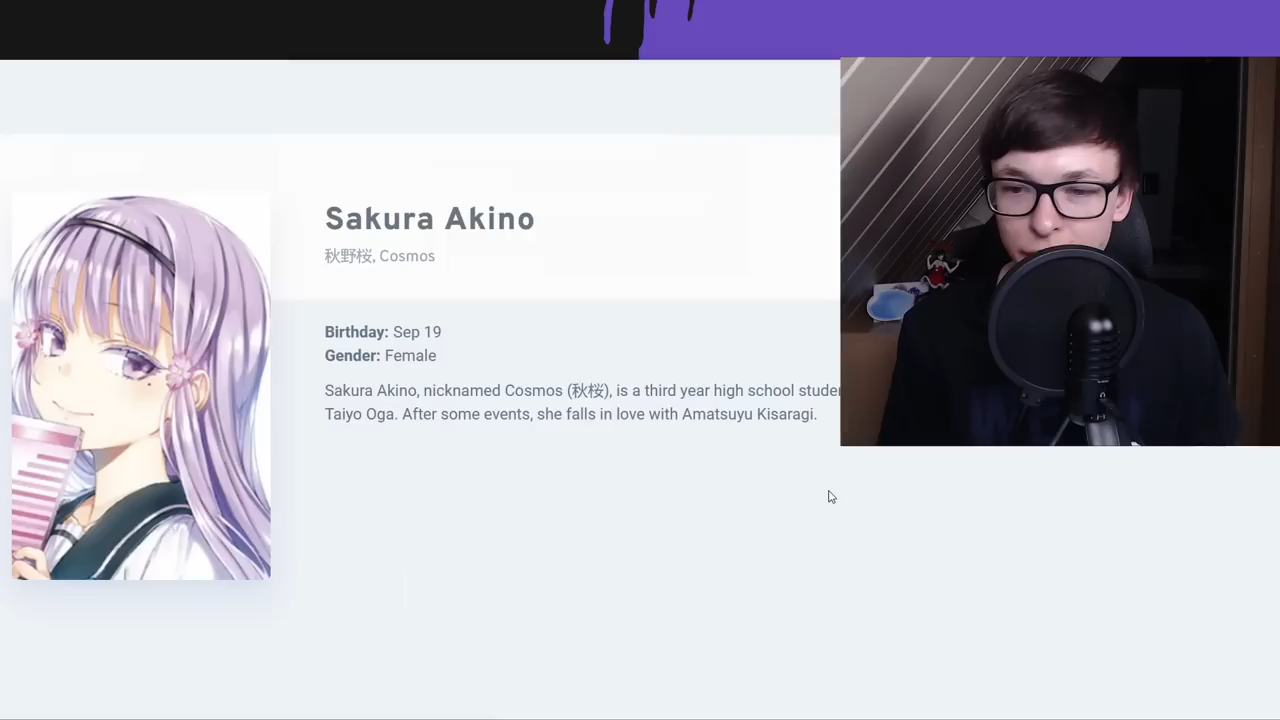 Sakura Akino
秋野桜, Cosmos
Birthday: Sep 19
Gender: Female
Sakura Akino, nicknamed Cosmos (秋桜), is a third year high school
Taiyo Oga. After some events, she falls in love with Amatsuyu Kisaragi.